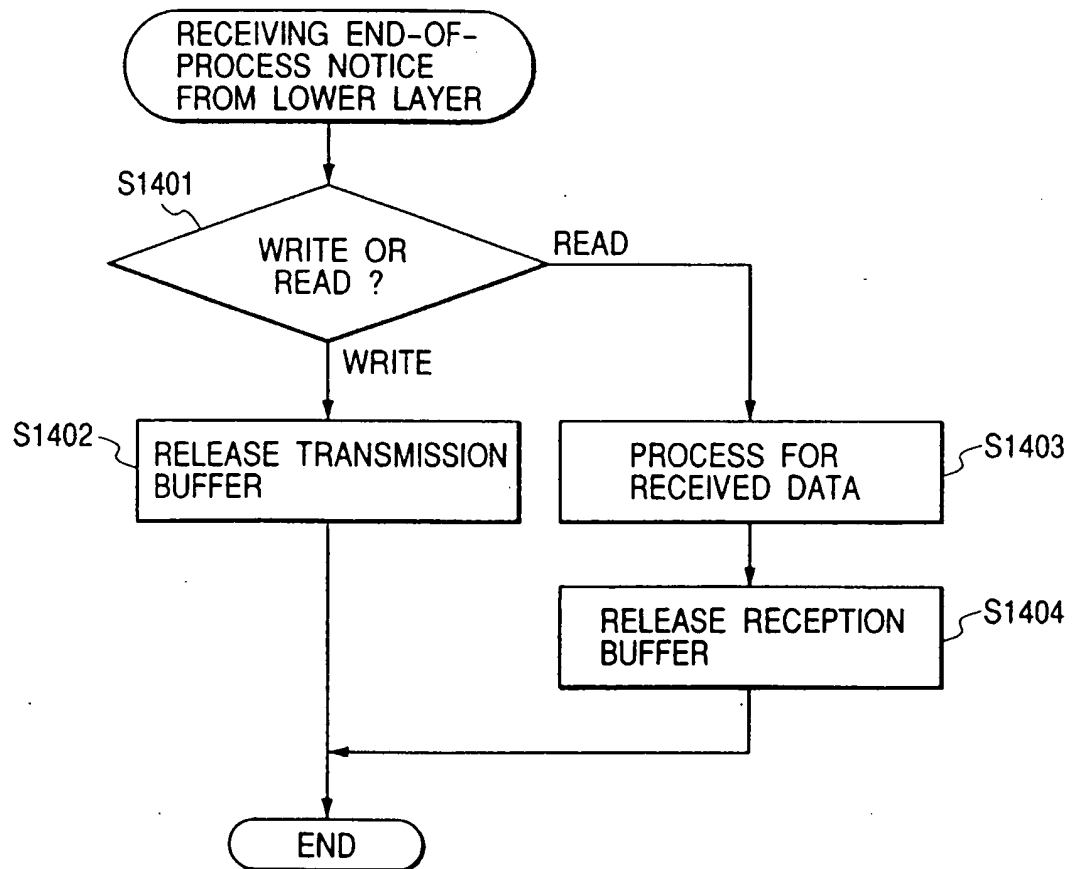 RECEIVING END-OF-
PROCESS NOTICE
FROM LOWER LAYER
S1401
WRITE OR
READ ?
READ
WRITE
S1402
RELEASE TRANSMISSION
BUFFER
PROCESS FOR
RECEIVED DATA
S1403
RELEASE RECEPTION
BUFFER
S1404
END